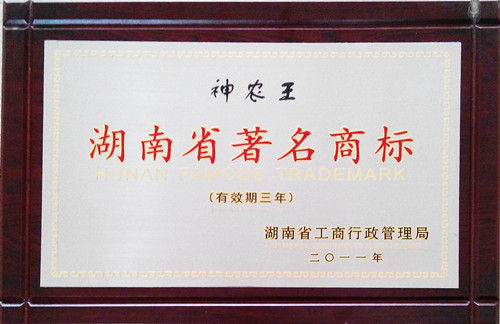 神农王
湖南省著名商标
HUNAN FAMOUS TRADEMARK
(有效期三年)
湖南省工商行政管理局
二〇一一年